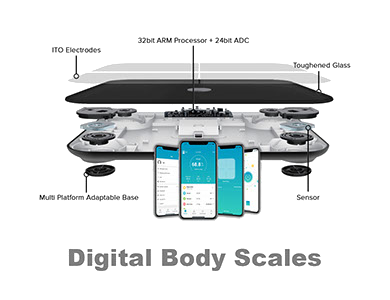 32bit ARM Processor + 24bit ADC
ITO Electrodes
Toughened Glass
Multi Platform Adaptable Base
Sensor
Digital Body Scales